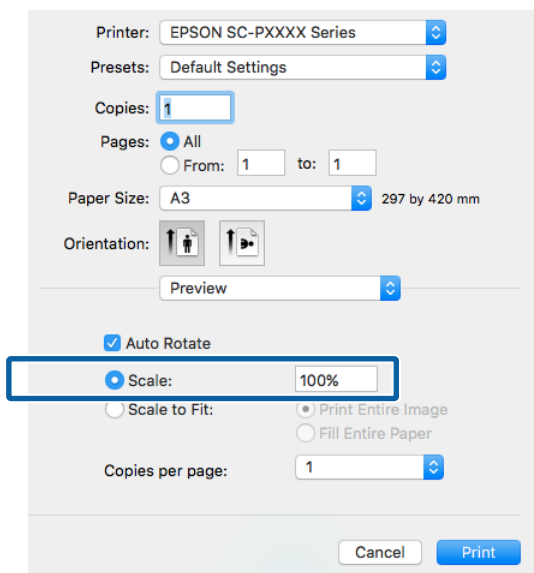 Printer: EPSON SC-PXXXX Series
Presets: Default Settings
Copies: 1
Pages: All
From: 1 to: 1
Paper Size: A3 297 by 420 mm
Orientation:
Preview
Auto Rotate
Scale: 100%
Scale to Fit: Print Entire Image
Fill Entire Paper
Copies per page: 1
Cancel Print